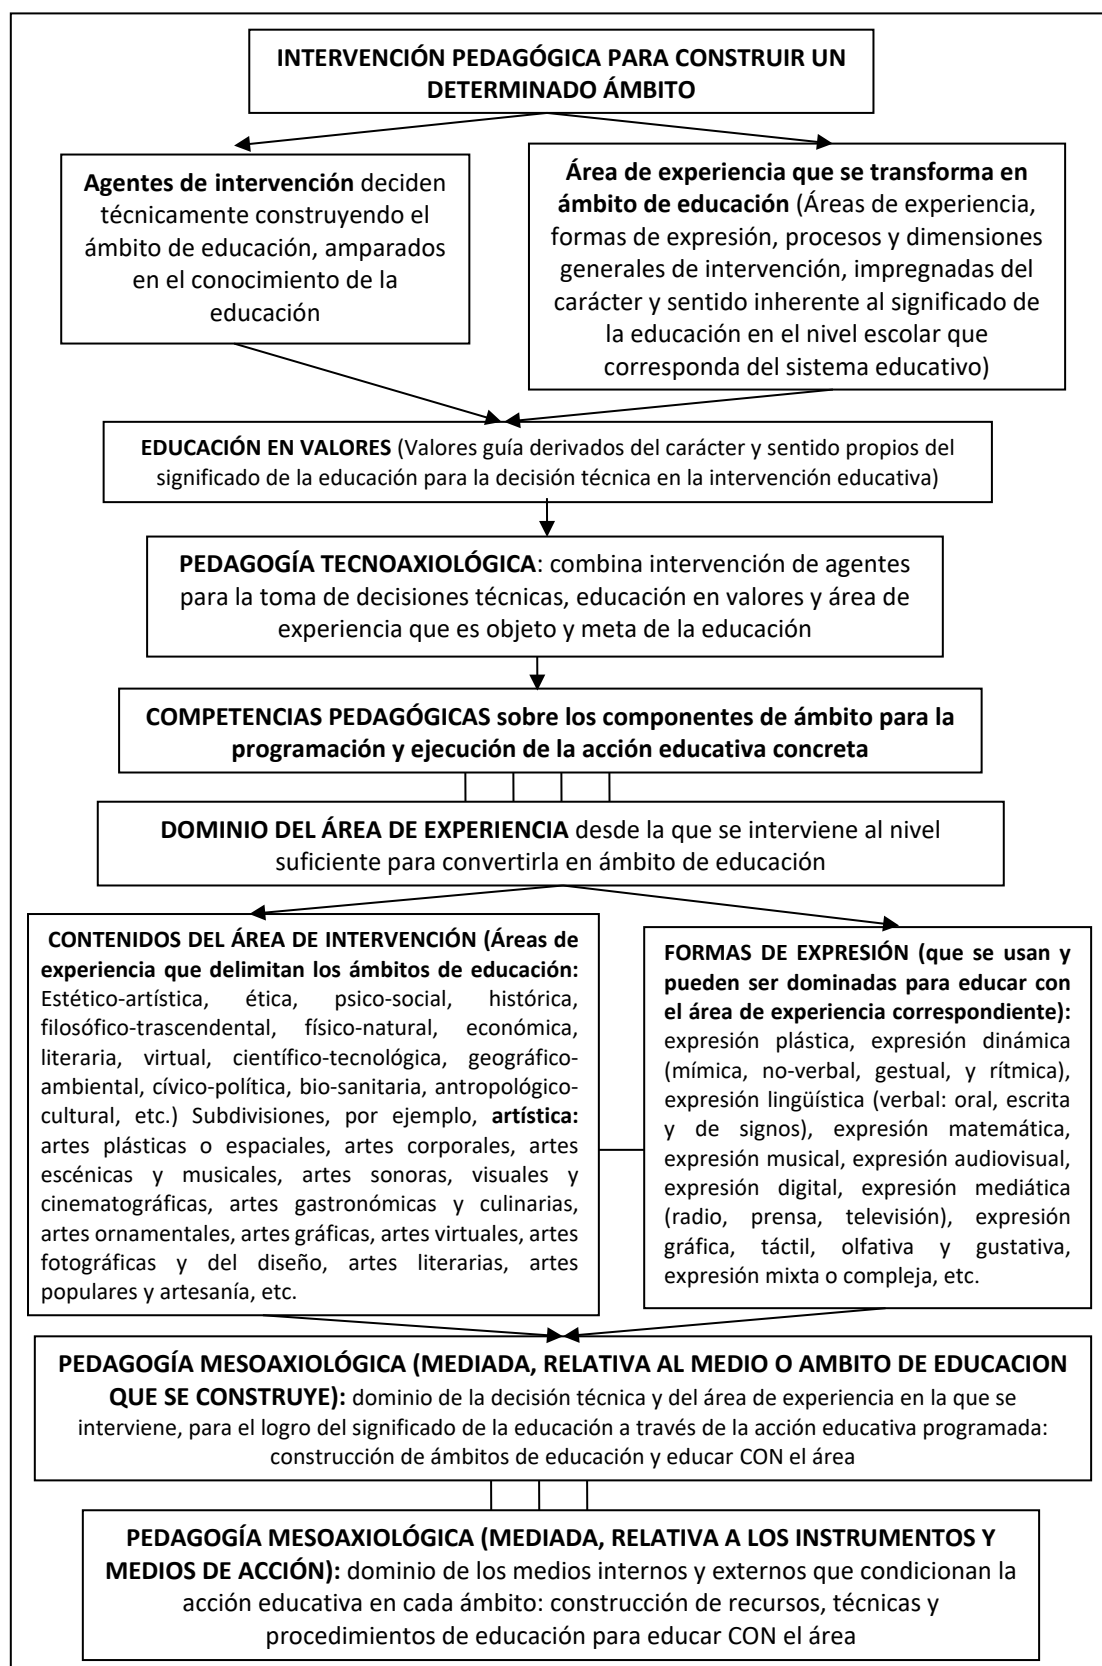 INTERVENCIÓN PEDAGÓGICA PARA CONSTRUIR UN
DETERMINADO ÁMBITO
Agentes de intervención deciden
técnicamente construyendo el
ámbito de educación, amparados
en el conocimiento de la
educación
Área de experiencia que se transforma en
ámbito de educación (Áreas de experiencia,
formas de expresión, procesos y dimensiones
generales de intervención, impregnadas del
carácter y sentido inherente al significado de
la educación en el nivel escolar que
corresponda del sistema educativo)
EDUCACIÓN EN VALORES (Valores guía derivados del carácter y sentido propios del
significado de la educación para la decisión técnica en la intervención educativa)
PEDAGOGÍA TECNOAXIOLÓGICA: combina intervención de agentes
para la toma de decisiones técnicas, educación en valores y área de
experiencia que es objeto y meta de la educación
COMPETENCIAS PEDAGÓGICAS sobre los componentes de ámbito para la
programación y ejecución de la acción educativa concreta
DOMINIO DEL ÁREA DE EXPERIENCIA desde la que se interviene al nivel
suficiente para convertirla en ámbito de educación
CONTENIDOS DEL ÁREA DE INTERVENCIÓN (Áreas de
experiencia que delimitan los ámbitos de educación:
Estético-artística, ética, psico-social, histórica,
filosófico-trascendental, físico-natural, económica,
literaria, virtual, científico-tecnológica, geográfico-
ambiental, cívico-política, bio-sanitaria, antropológico-
cultural, etc.) Subdivisiones, por ejemplo, artística:
artes plásticas o espaciales, artes corporales, artes
escénicas y musicales, artes sonoras, visuales y
cinematográficas, artes gastronómicas y culinarias,
artes ornamentales, artes gráficas, artes virtuales, artes
fotográficas y del diseño, artes literarias, artes
populares y artesanía, etc.
FORMAS DE EXPRESIÓN (que se usan y
pueden ser dominadas para educar con
el área de experiencia correspondiente):
expresión plástica, expresión dinámica
(mímica, no-verbal, gestual, y rítmica),
expresión lingüística (verbal: oral, escrita
y de signos), expresión matemática,
expresión musical, expresión audiovisual,
expresión digital, expresión mediática
(radio, prensa, televisión), expresión
gráfica, táctil, olfativa y gustativa,
expresión mixta o compleja, etc.
PEDAGOGÍA MESOAXIOLÓGICA (MEDIADA, RELATIVA AL MEDIO O AMBITO DE EDUCACION
QUE SE CONSTRUYE): dominio de la decisión técnica y del área de experiencia en la que se
interviene, para el logro del significado de la educación a través de la acción educativa programada:
construcción de ámbitos de educación y educar CON el área
PEDAGOGÍA MESOAXIOLÓGICA (MEDIADA, RELATIVA A LOS INSTRUMENTOS Y
MEDIOS DE ACCIÓN): dominio de los medios internos y externos que condicionan la
acción educativa en cada ámbito: construcción de recursos, técnicas y
procedimientos de educación para educar CON el área